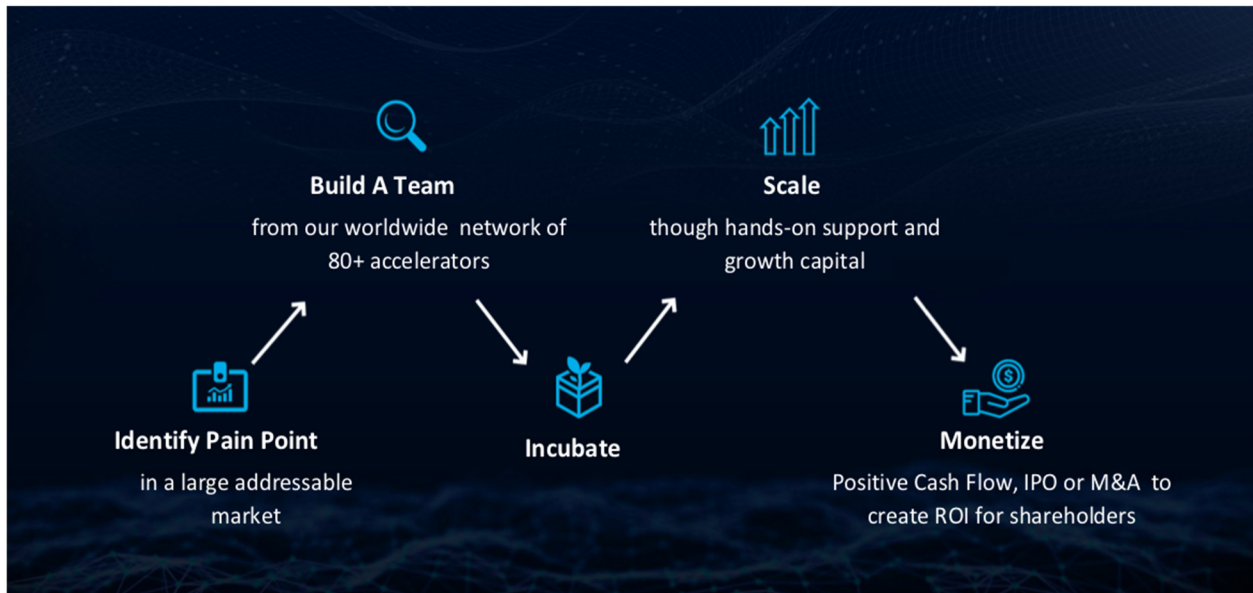 Identify Pain Point
in a large addressable
market
Build A Team
from our worldwide network of
80+ accelerators
Incubate
Scale
though hands-on support and
growth capital
Monetize
Positive Cash Flow, IPO or M&A to
create ROI for shareholders